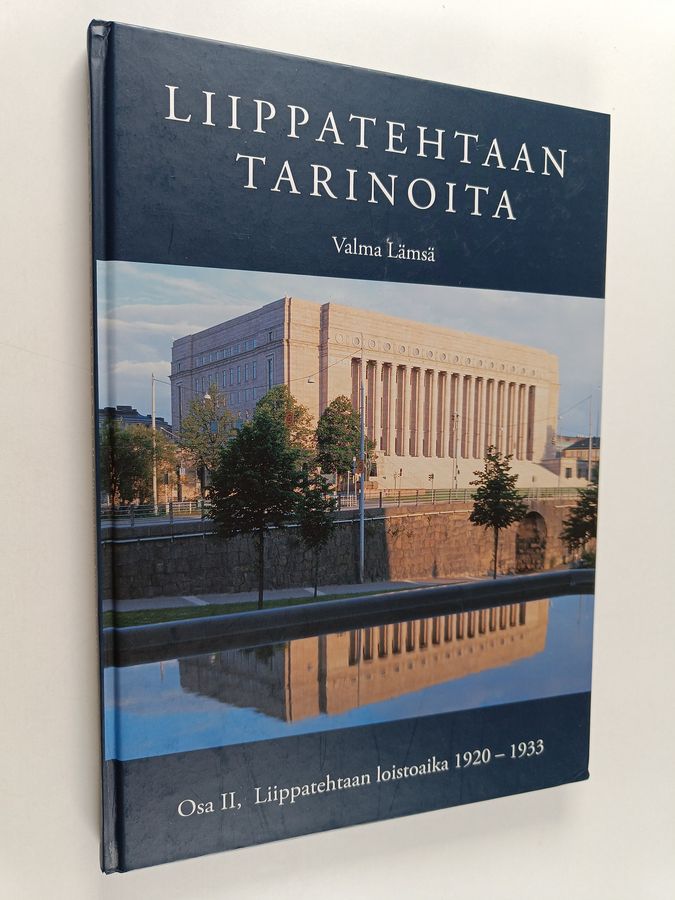 LIIPPATEHTAAN
TARINOITA
Valma Lämsä
Osa II, Liippatehtaan loistoaika 1920 – 1933